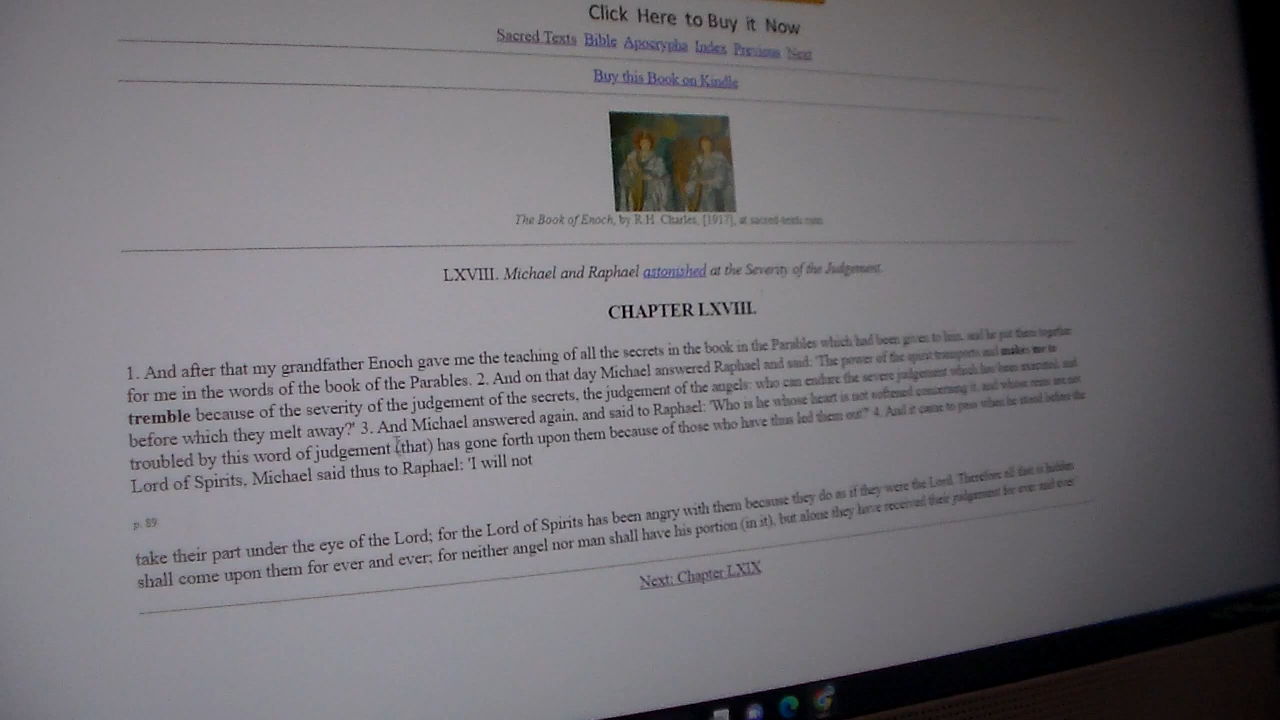 Click Here to Buy it Now
Sacred Texts Bible Apocrypha Index Previous Next
Buy this Book on Kindle
The Book of Enoch, by R.H. Charles, [1917], at sacred-texts.com
LXVIII. Michael and Raphael astonished at the Severity of the Judgement.
CHAPTER LXVIII.
1. And after that my grandfather Enoch gave me the teaching of all the secrets in the book in the Parables which had been given to him, and he put them together
for me in the words of the book of the Parables. 2. And on that day Michael answered Raphael and said: 'The power of the spirit transports and makes me to
tremble because of the severity of the judgement of the secrets, the judgement of the angels: who can endure the severe judgement which has been executed, and
before which they melt away?' 3. And Michael answered again, and said to Raphael: 'Who is he whose heart is not softened concerning it, and whose reins are not
troubled by this word of judgement (that) has gone forth upon them because of those who have thus led them out?' 4. And it came to pass when he stood before the
Lord of Spirits, Michael said thus to Raphael: 'I will not
p. 89
take their part under the eye of the Lord; for the Lord of Spirits has been angry with them because they do as if they were the Lord. Therefore all that is hidden
shall come upon them for ever and ever; for neither angel nor man shall have his portion (in it), but alone they have received their judgement for ever and ever.
Next: Chapter LXIX